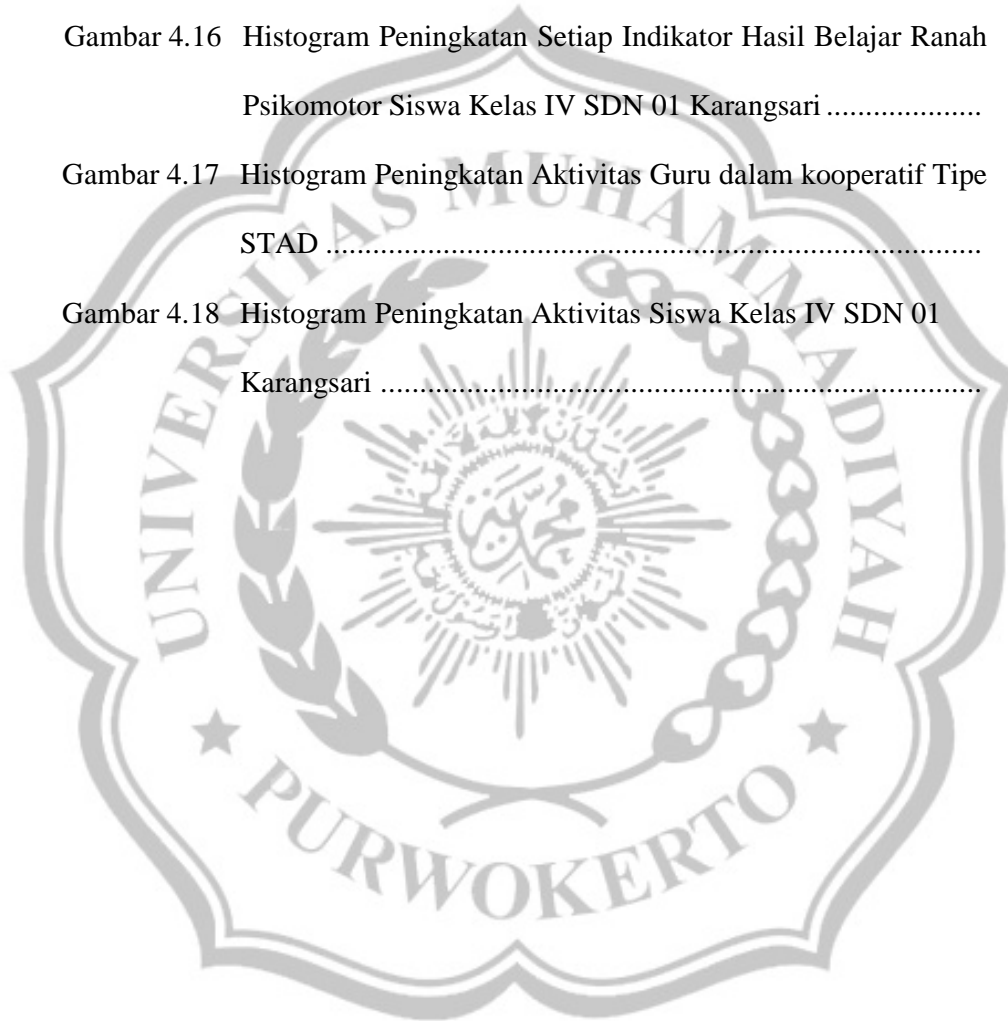 Gambar 4.16 Histogram Peningkatan Setiap Indikator Hasil Belajar Ranah
Psikomotor Siswa Kelas IV SDN 01 Karangsari ...................
Gambar 4.17 Histogram Peningkatan Aktivitas Guru dalam kooperatif Tipe
STAD ......................................................................
Gambar 4.18 Histogram Peningkatan Aktivitas Siswa Kelas IV SDN 01
Karangsari ................................................................
UNIVERSITAS MUHAMMADIYAH
PURWOKERTO